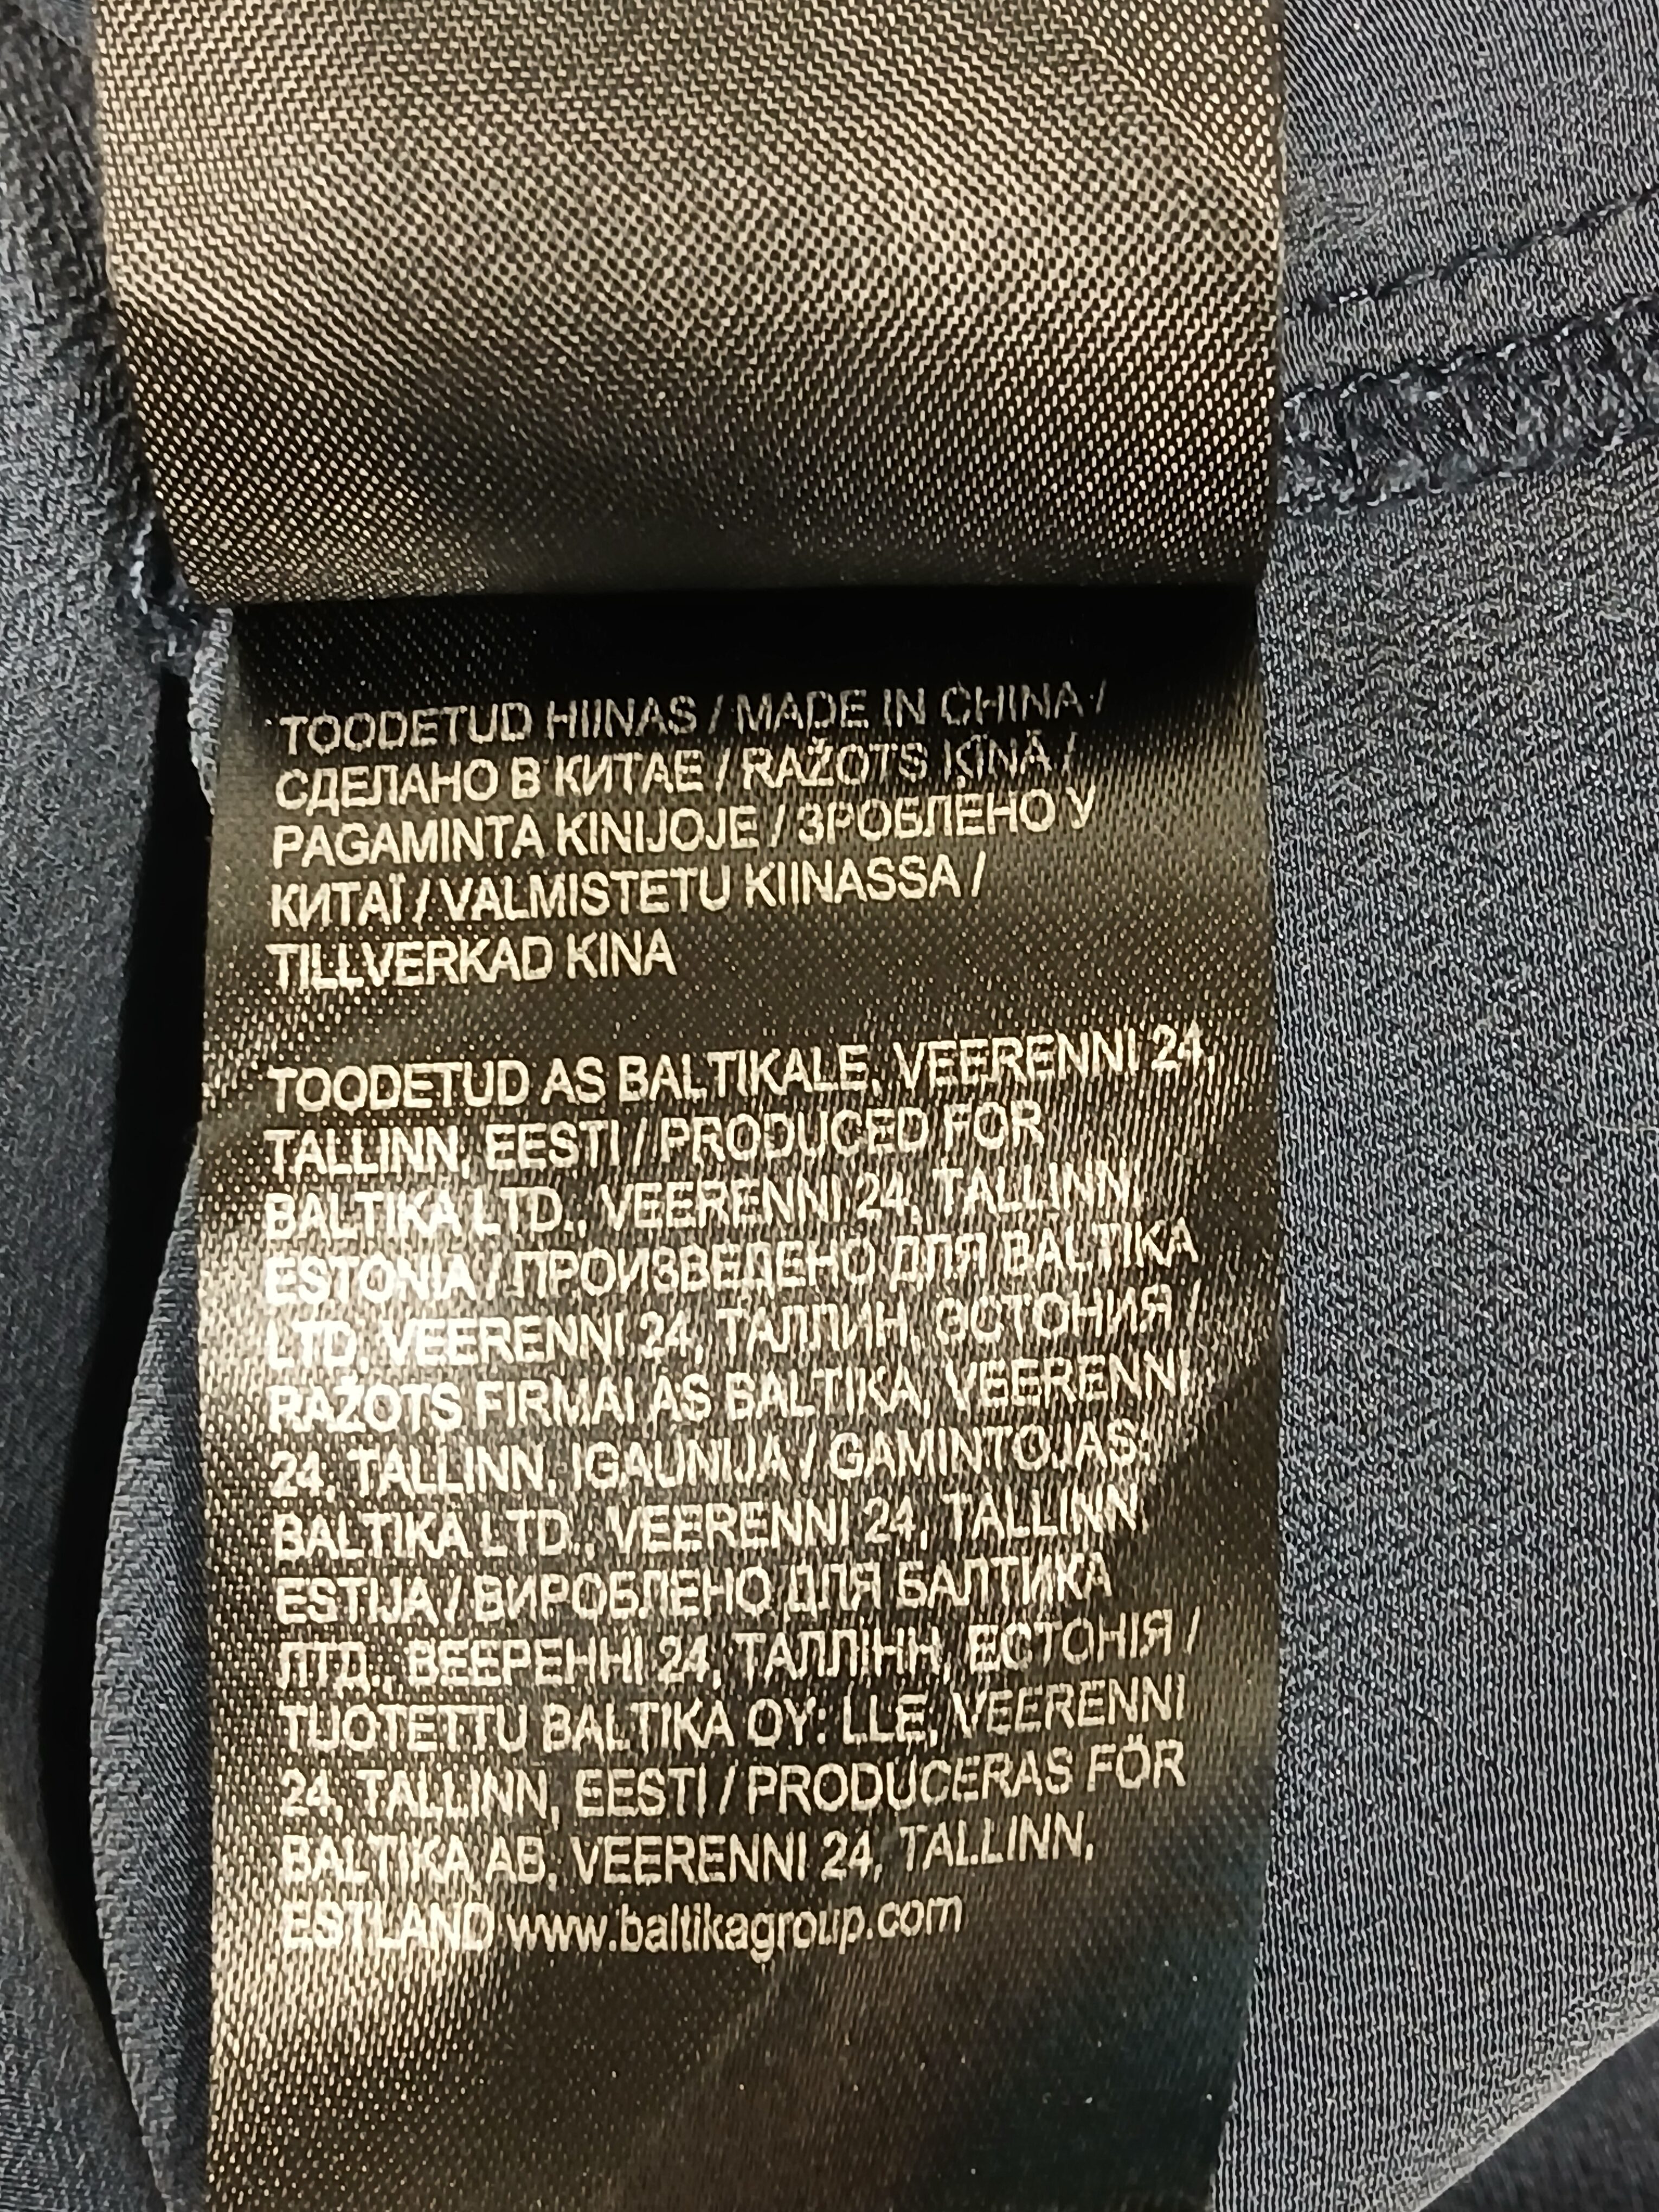 TOODETUD HIINAS / MADE IN CHINA /
СДЕЛАНО В КИТАЕ / RAŽOTS ĶĪNĀ /
PAGAMINTA KINIJOJE / ЗРОБЛЕНО У
КИТАЇ / VALMISTETU KIINASSA /
TILLVERKAD KINA
TOODETUD AS BALTIKALE, VEERENNI 24,
TALLINN, EESTI / PRODUCED FOR
BALTIKA LTD., VEERENNI 24, TALLINN,
ESTONIA / ПРОИЗВЕДЕНО ДЛЯ BALTIKA
LTD, VEERENNI 24, ТАЛЛИН, ЭСТОНИЯ /
RAŽOTS FIRMAI AS BALTIKA, VEERENNI
24, TALLINN, IGAUNIJA / GAMINTOJAS:
BALTIKA LTD., VEERENNI 24, TALLINN,
ESTIJA / ВИРОБЛЕНО ДЛЯ БАЛТИКА
ЛТД., ВЕЕРЕННІ 24, ТАЛЛІНН, ЕСТОНІЯ /
TUOTETTU BALTIKA OY: LLE, VEERENNI
24, TALLINN, EESTI / PRODUCERAS FÖR
BALTIKA AB, VEERENNI 24, TALLINN,
ESTLAND www.baltikagroup.com